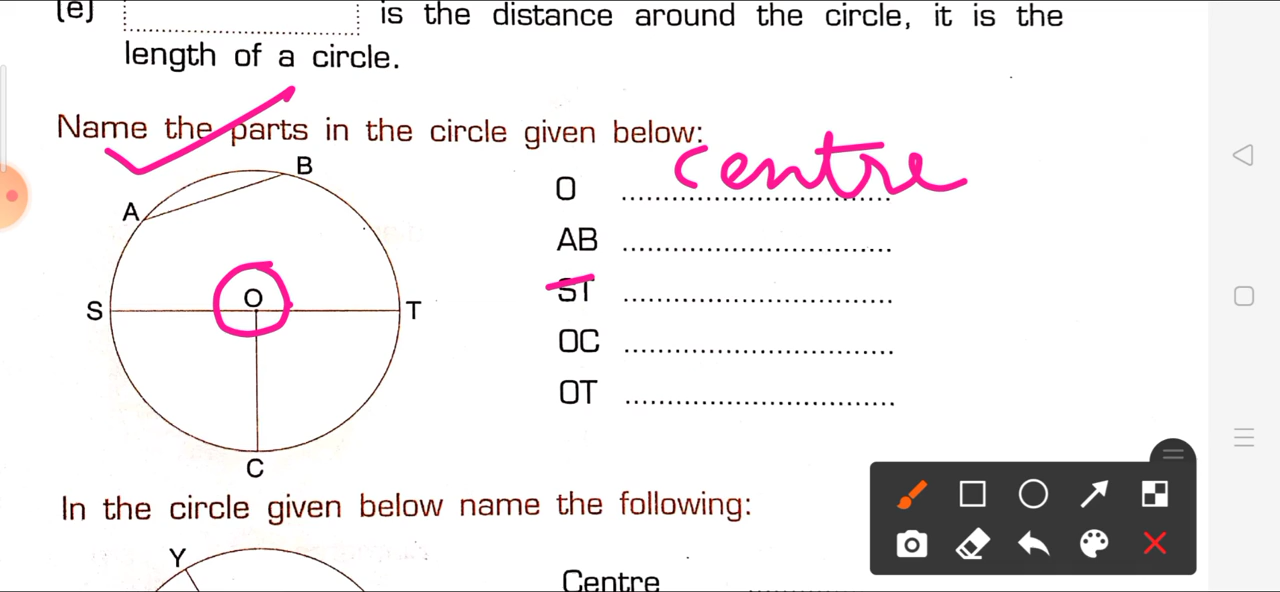 (e) is the distance around the circle, it is the
length of a circle.
Name the parts in the circle given below:
B
A
O
S
T
C
O centre
AB
ST
OC
OT
In the circle given below name the following:
Y
Centre